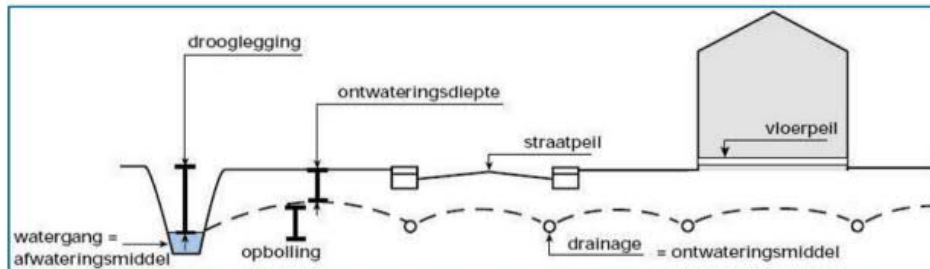 drooglegging
ontwateringsdiepte
straatpeil
vloerpeil
watergang =
afwateringsmiddel
opbolling
drainage = ontwateringsmiddel